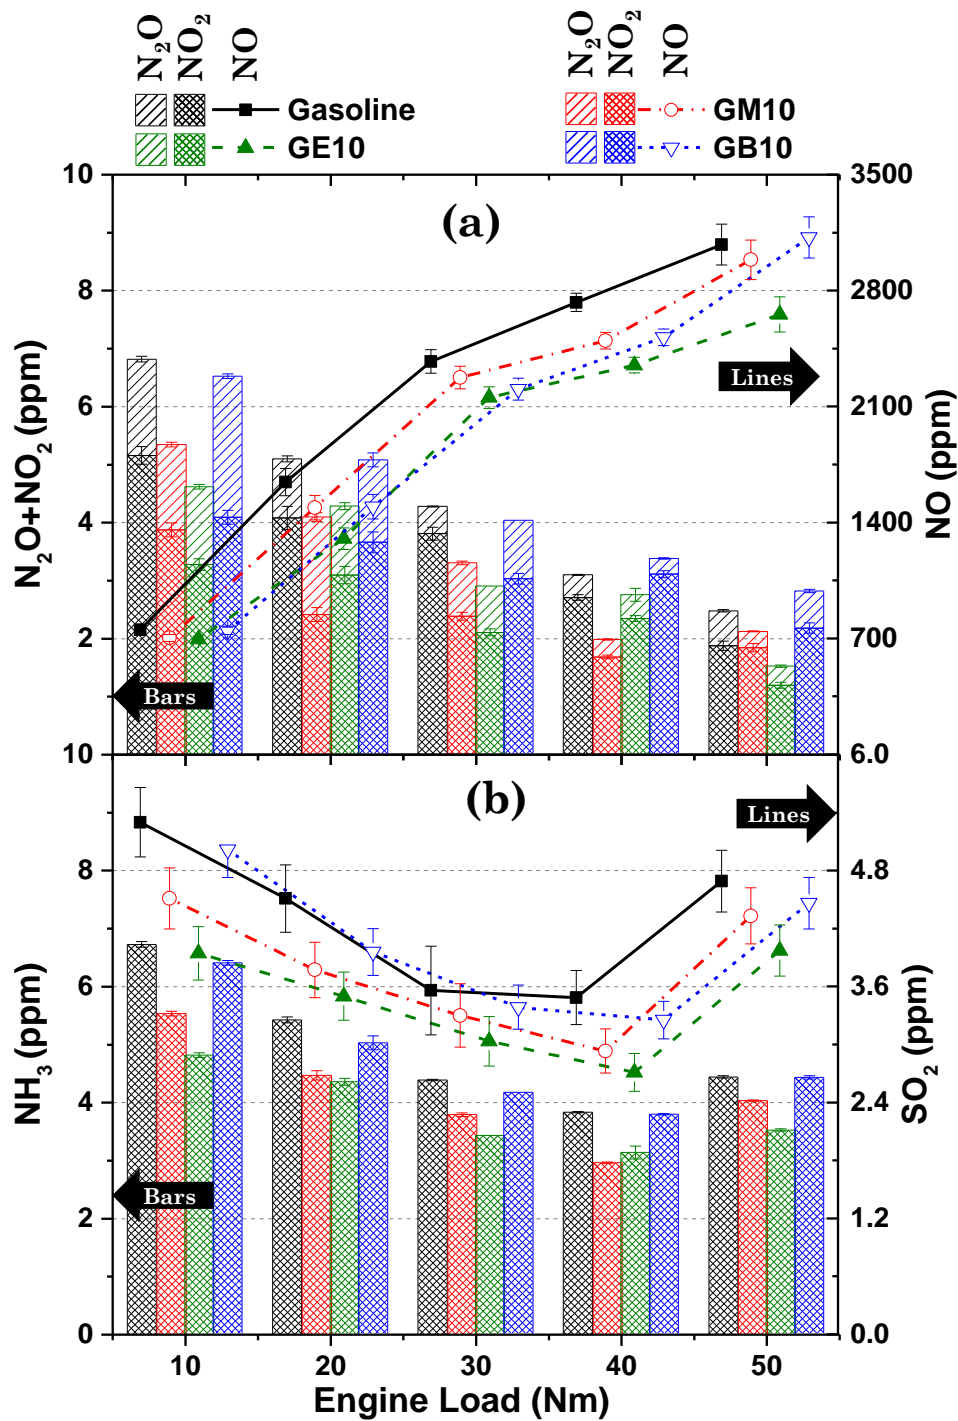 N₂O NO₂ NO N₂O NO₂ NO
Gasoline GM10
GE10 GB10
(a)
10 3500
8 2800
6 2100
4 1400
2 700
10 6.0
N₂O+NO₂ (ppm)
NO (ppm)
Lines
Bars
(b)
Lines
8 4.8
6 3.6
4 2.4
2 1.2
0 0.0
NH₃ (ppm)
SO₂ (ppm)
Bars
10 20 30 40 50
Engine Load (Nm)